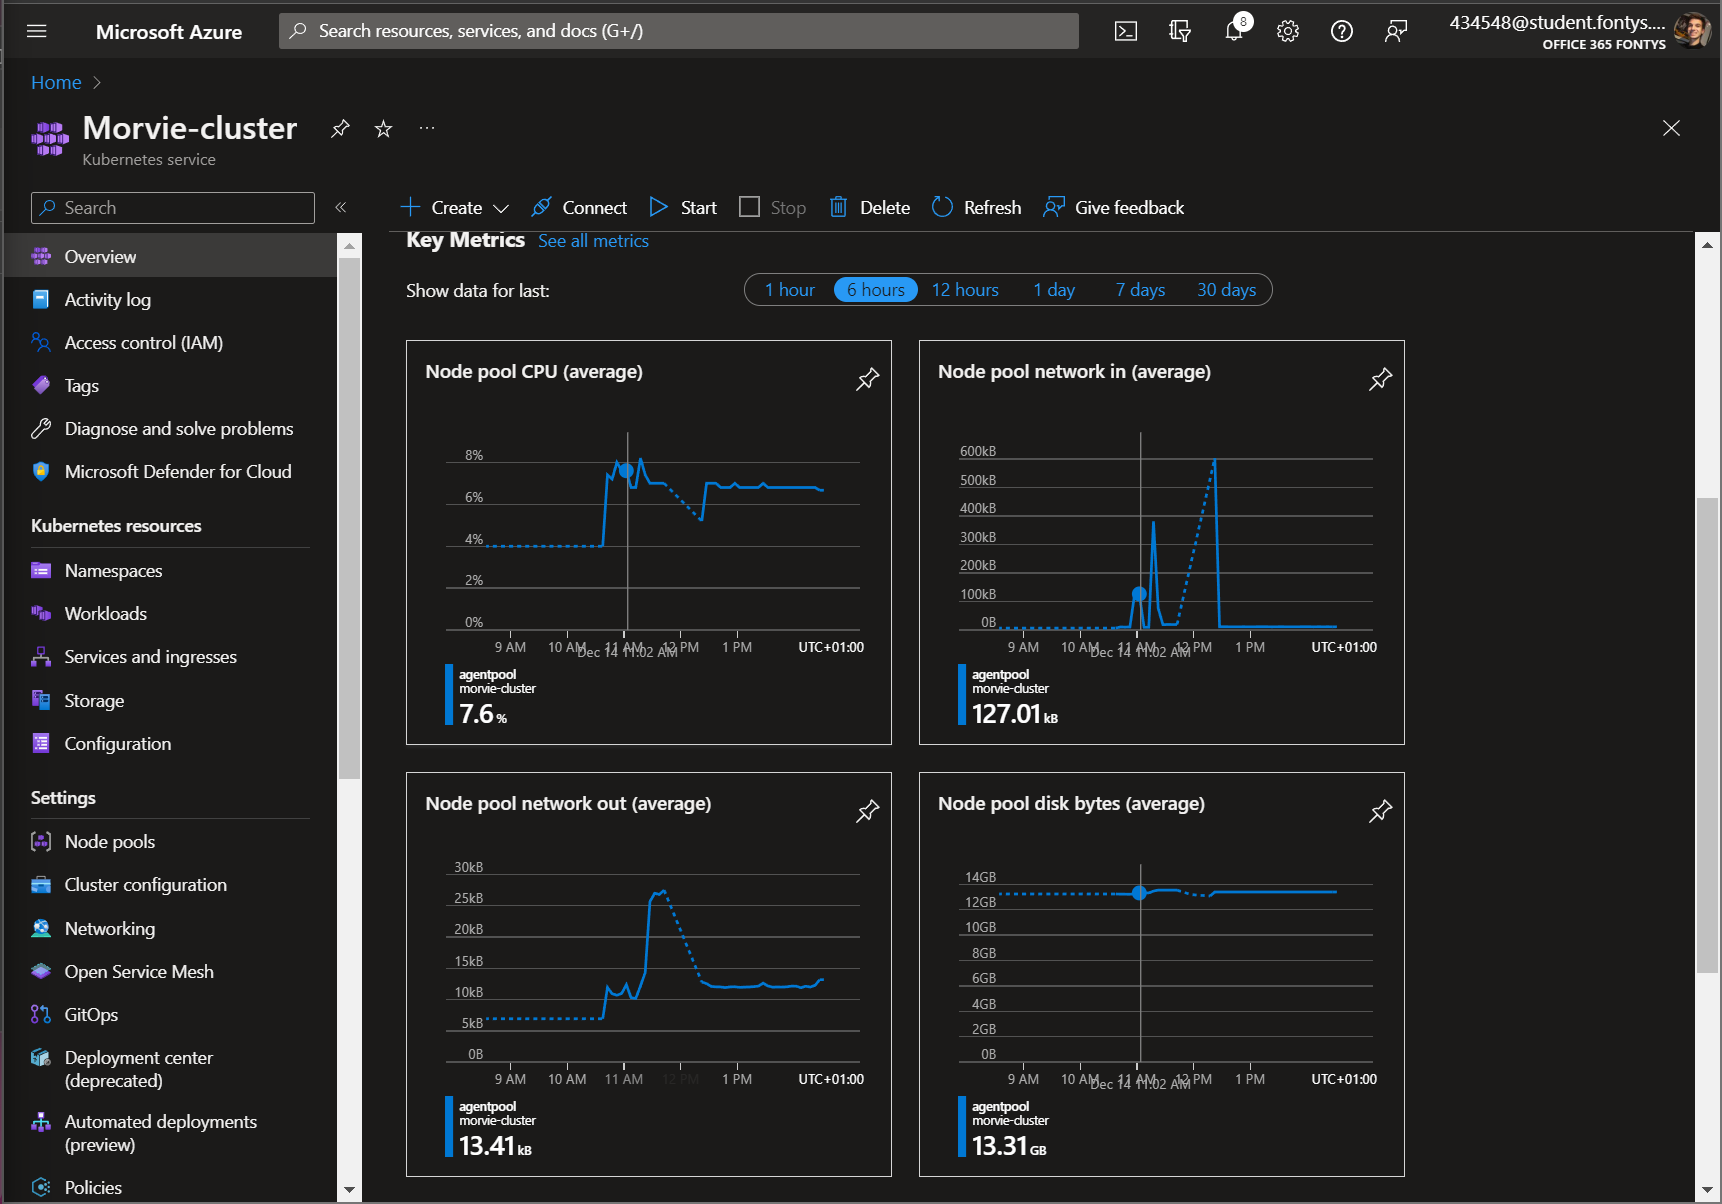 Microsoft Azure
Search resources, services, and docs (G+/)
8
434548@student.fontys....
OFFICE 365 FONTYS
Home
Morvie-cluster
...
Kubernetes service
Search
«
Create
Connect
Start
Stop
Delete
Refresh
Give feedback
Overview
Activity log
Access control (IAM)
Tags
Diagnose and solve problems
Microsoft Defender for Cloud
Kubernetes resources
Namespaces
Workloads
Services and ingresses
Storage
Configuration
Settings
Node pools
Cluster configuration
Networking
Open Service Mesh
GitOps
Deployment center
(deprecated)
Automated deployments
(preview)
Policies
Key Metrics See all metrics
Show data for last:
1 hour 6 hours 12 hours 1 day 7 days 30 days
Node pool CPU (average)
8%
6%
4%
2%
0%
9 AM 10 AM 11 AM 12 PM 1 PM UTC+01:00
Dec 14 11:02 AM
agentpool
morvie-cluster
7.6 %
Node pool network in (average)
600kB
500kB
400kB
300kB
200kB
100kB
0B
9 AM 10 AM 11 AM 12 PM 1 PM UTC+01:00
Dec 14 11:02 AM
agentpool
morvie-cluster
127.01 kB
Node pool network out (average)
30kB
25kB
20kB
15kB
10kB
5kB
0B
9 AM 10 AM 11 AM 12 PM 1 PM UTC+01:00
agentpool
morvie-cluster
13.41 kB
Node pool disk bytes (average)
14GB
12GB
10GB
8GB
6GB
4GB
2GB
0B
9 AM 10 AM 11 AM 12 PM 1 PM UTC+01:00
Dec 14 11:02 AM
agentpool
morvie-cluster
13.31 GB